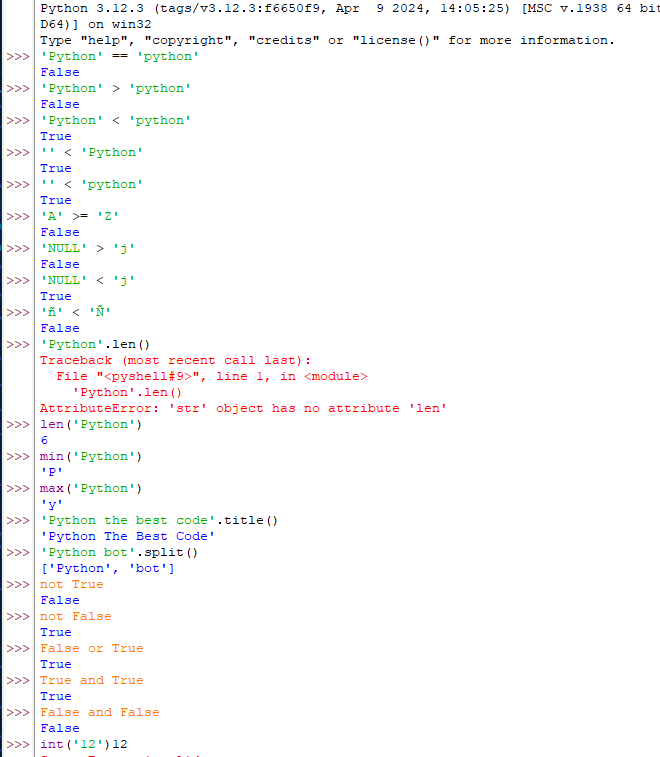 Python 3.12.3 (tags/v3.12.3:f6650f9, Apr  9 2024, 14:05:25) [MSC v.1938 64 bit
D64)] on win32
Type "help", "copyright", "credits" or "license()" for more information.
>>> 'Python' == 'python'
False
>>> 'Python' > 'python'
False
>>> 'Python' < 'python'
True
>>> '' < 'Python'
True
>>> '' < 'python'
True
>>> 'A' >= 'Z'
False
>>> 'NULL' > 'j'
False
>>> 'NULL' < 'j'
True
>>> 'ñ' < 'Ñ'
False
>>> 'Python'.len()
Traceback (most recent call last):
  File "<pyshell#9>", line 1, in <module>
    'Python'.len()
AttributeError: 'str' object has no attribute 'len'
>>> len('Python')
6
>>> min('Python')
'P'
>>> max('Python')
'y'
>>> 'Python the best code'.title()
'Python The Best Code'
>>> 'Python bot'.split()
['Python', 'bot']
>>> not True
False
>>> not False
True
>>> False or True
True
>>> True and True
True
>>> False and False
False
>>> int('12')12